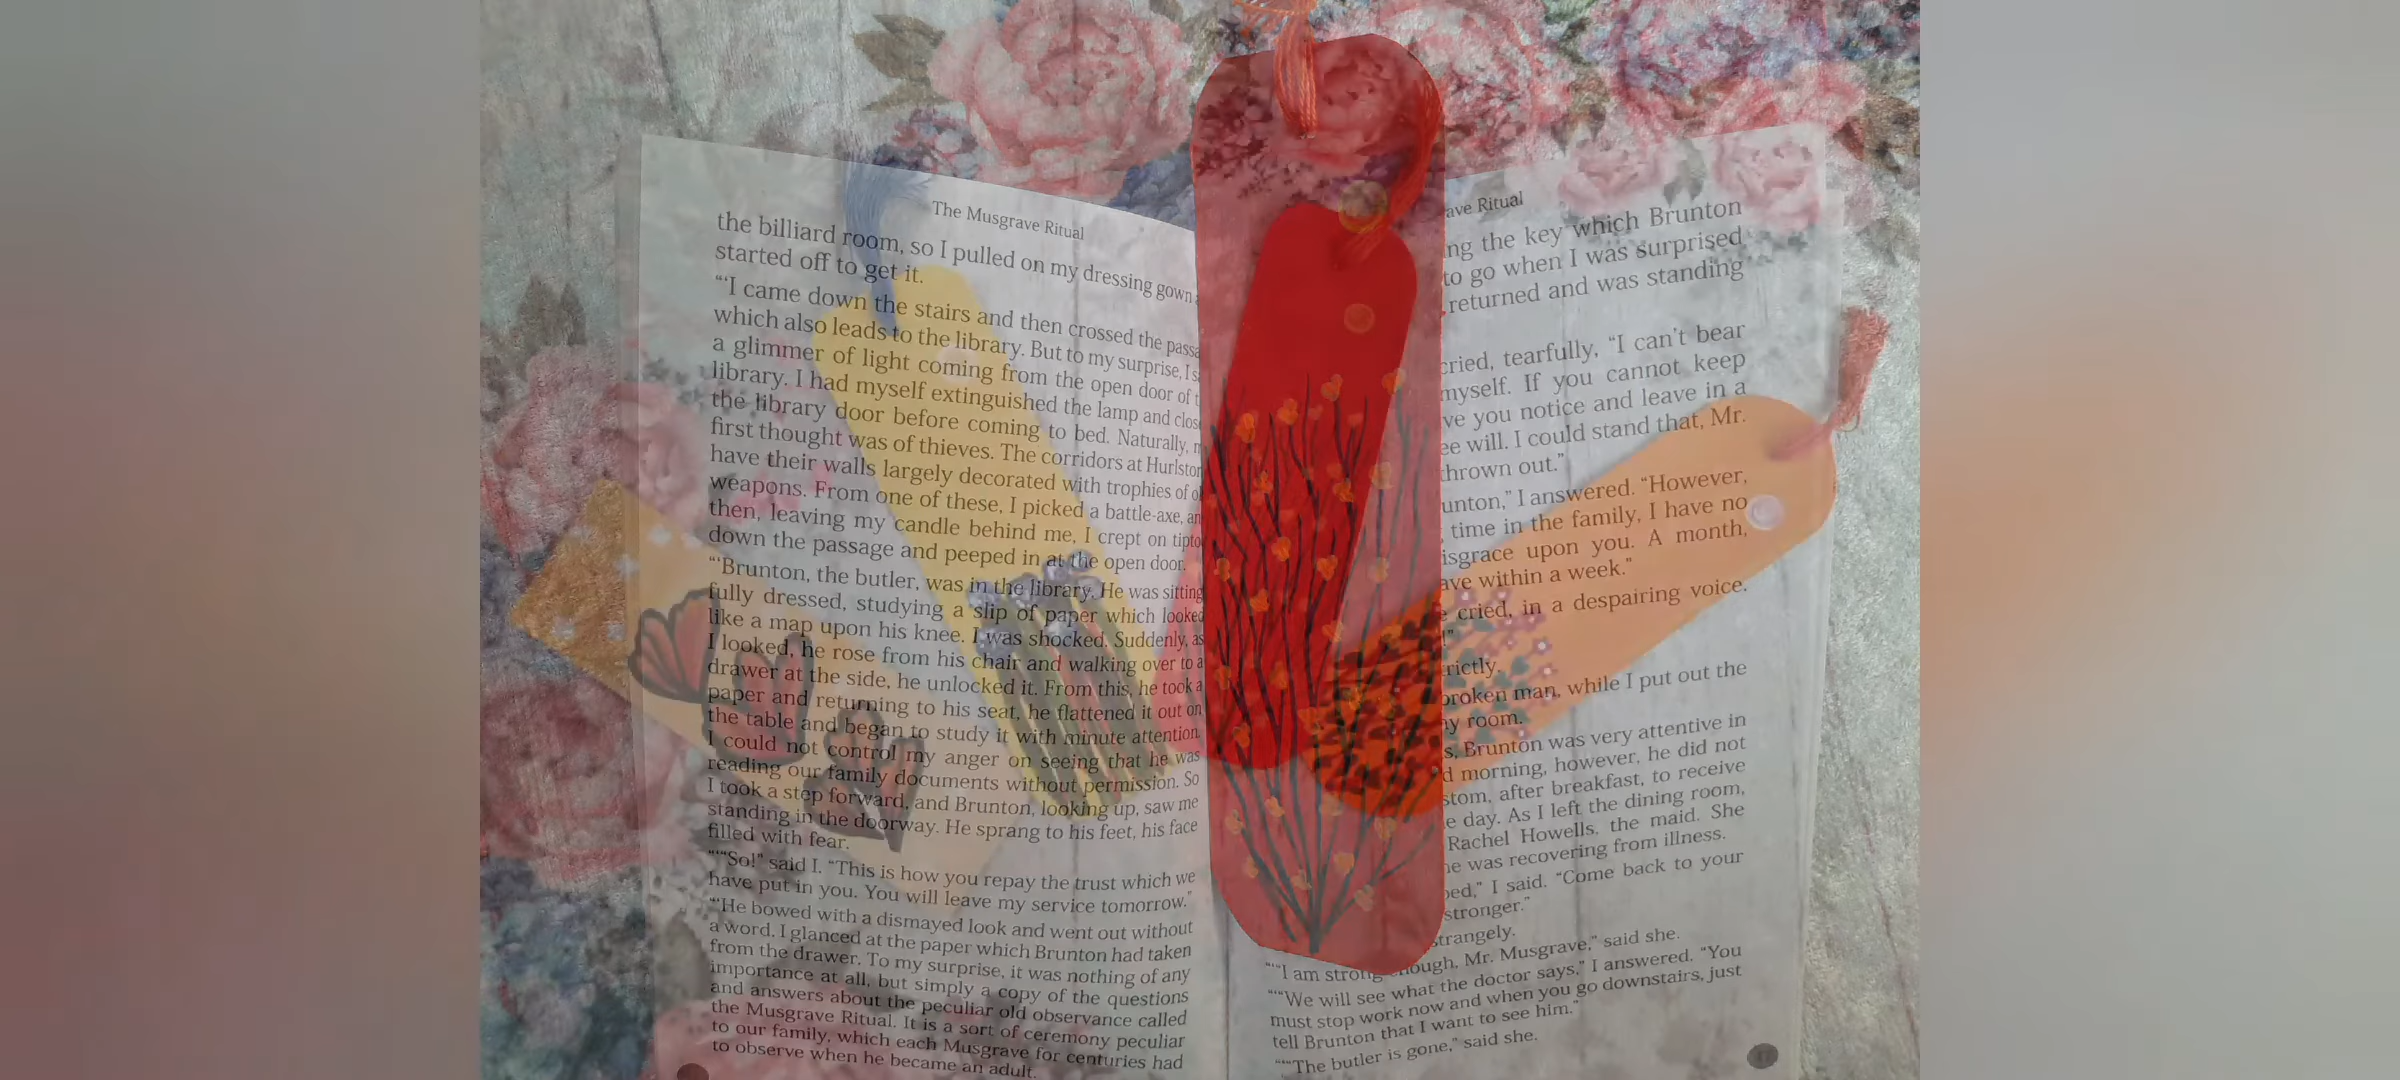 The Musgrave Ritual
the billiard room, so I pulled on my dressing gown
started off to get it.
“‘I came down the stairs and then crossed the
which also leads to the library. But to my surprise, I
a glimmer of light coming from the open door of
library. I had myself extinguished the lamp and
the library door before coming to bed. Naturally,
first thought was of thieves. The corridors at
have their walls largely decorated with trophies of
weapons. From one of these, I picked a battle-axe,
then, leaving my candle behind me, I crept on
down the passage and peeped in at the open door.
“‘Brunton, the butler, was in the library. He was sitting
fully dressed, studying a slip of paper which looked
like a map upon his knee. I was shocked. Suddenly, as
I looked, he rose from his chair and walking over to a
drawer at the side, he unlocked it. From this, he took a
paper and returning to his seat, he flattened it out on
the table and began to study it with minute attention.
I could not control my anger on seeing that he was
reading our family documents without permission. So
I took a step forward, and Brunton, looking up, saw me
standing in the doorway. He sprang to his feet, his face
filled with fear.
“‘“So!” said I. “This is how you repay the trust which we
have put in you. You will leave my service tomorrow.”
“‘He bowed with a dismayed look and went out without
a word. I glanced at the paper which Brunton had taken
from the drawer. To my surprise, it was nothing of any
importance at all, but simply a copy of the questions
and answers about the peculiar old observance called
the Musgrave Ritual. It is a sort of ceremony peculiar
to our family, which each Musgrave for centuries had
to observe when he became an adult.
Ritual
the key which Brunton
to go when I was surprised
returned and was standing
cried, tearfully, “I can’t bear
myself. If you cannot keep
you notice and leave in a
will. I could stand that, Mr.
thrown out.”
I answered. “However,
time in the family, I have no
upon you. A month,
within a week.”
cried, in a despairing voice.
broken man, while I put out the
room.
Brunton was very attentive in
morning, however, he did not
after breakfast, to receive
day. As I left the dining room,
Rachel Howells, the maid. She
was recovering from illness.
I said. “Come back to your
stronger.”
strangely.
“‘“I am strong enough, Mr. Musgrave,” said she.
“‘“We will see what the doctor says,” I answered. “You
must stop work now and when you go downstairs, just
tell Brunton that I want to see him.”
“‘“The butler is gone,” said she.